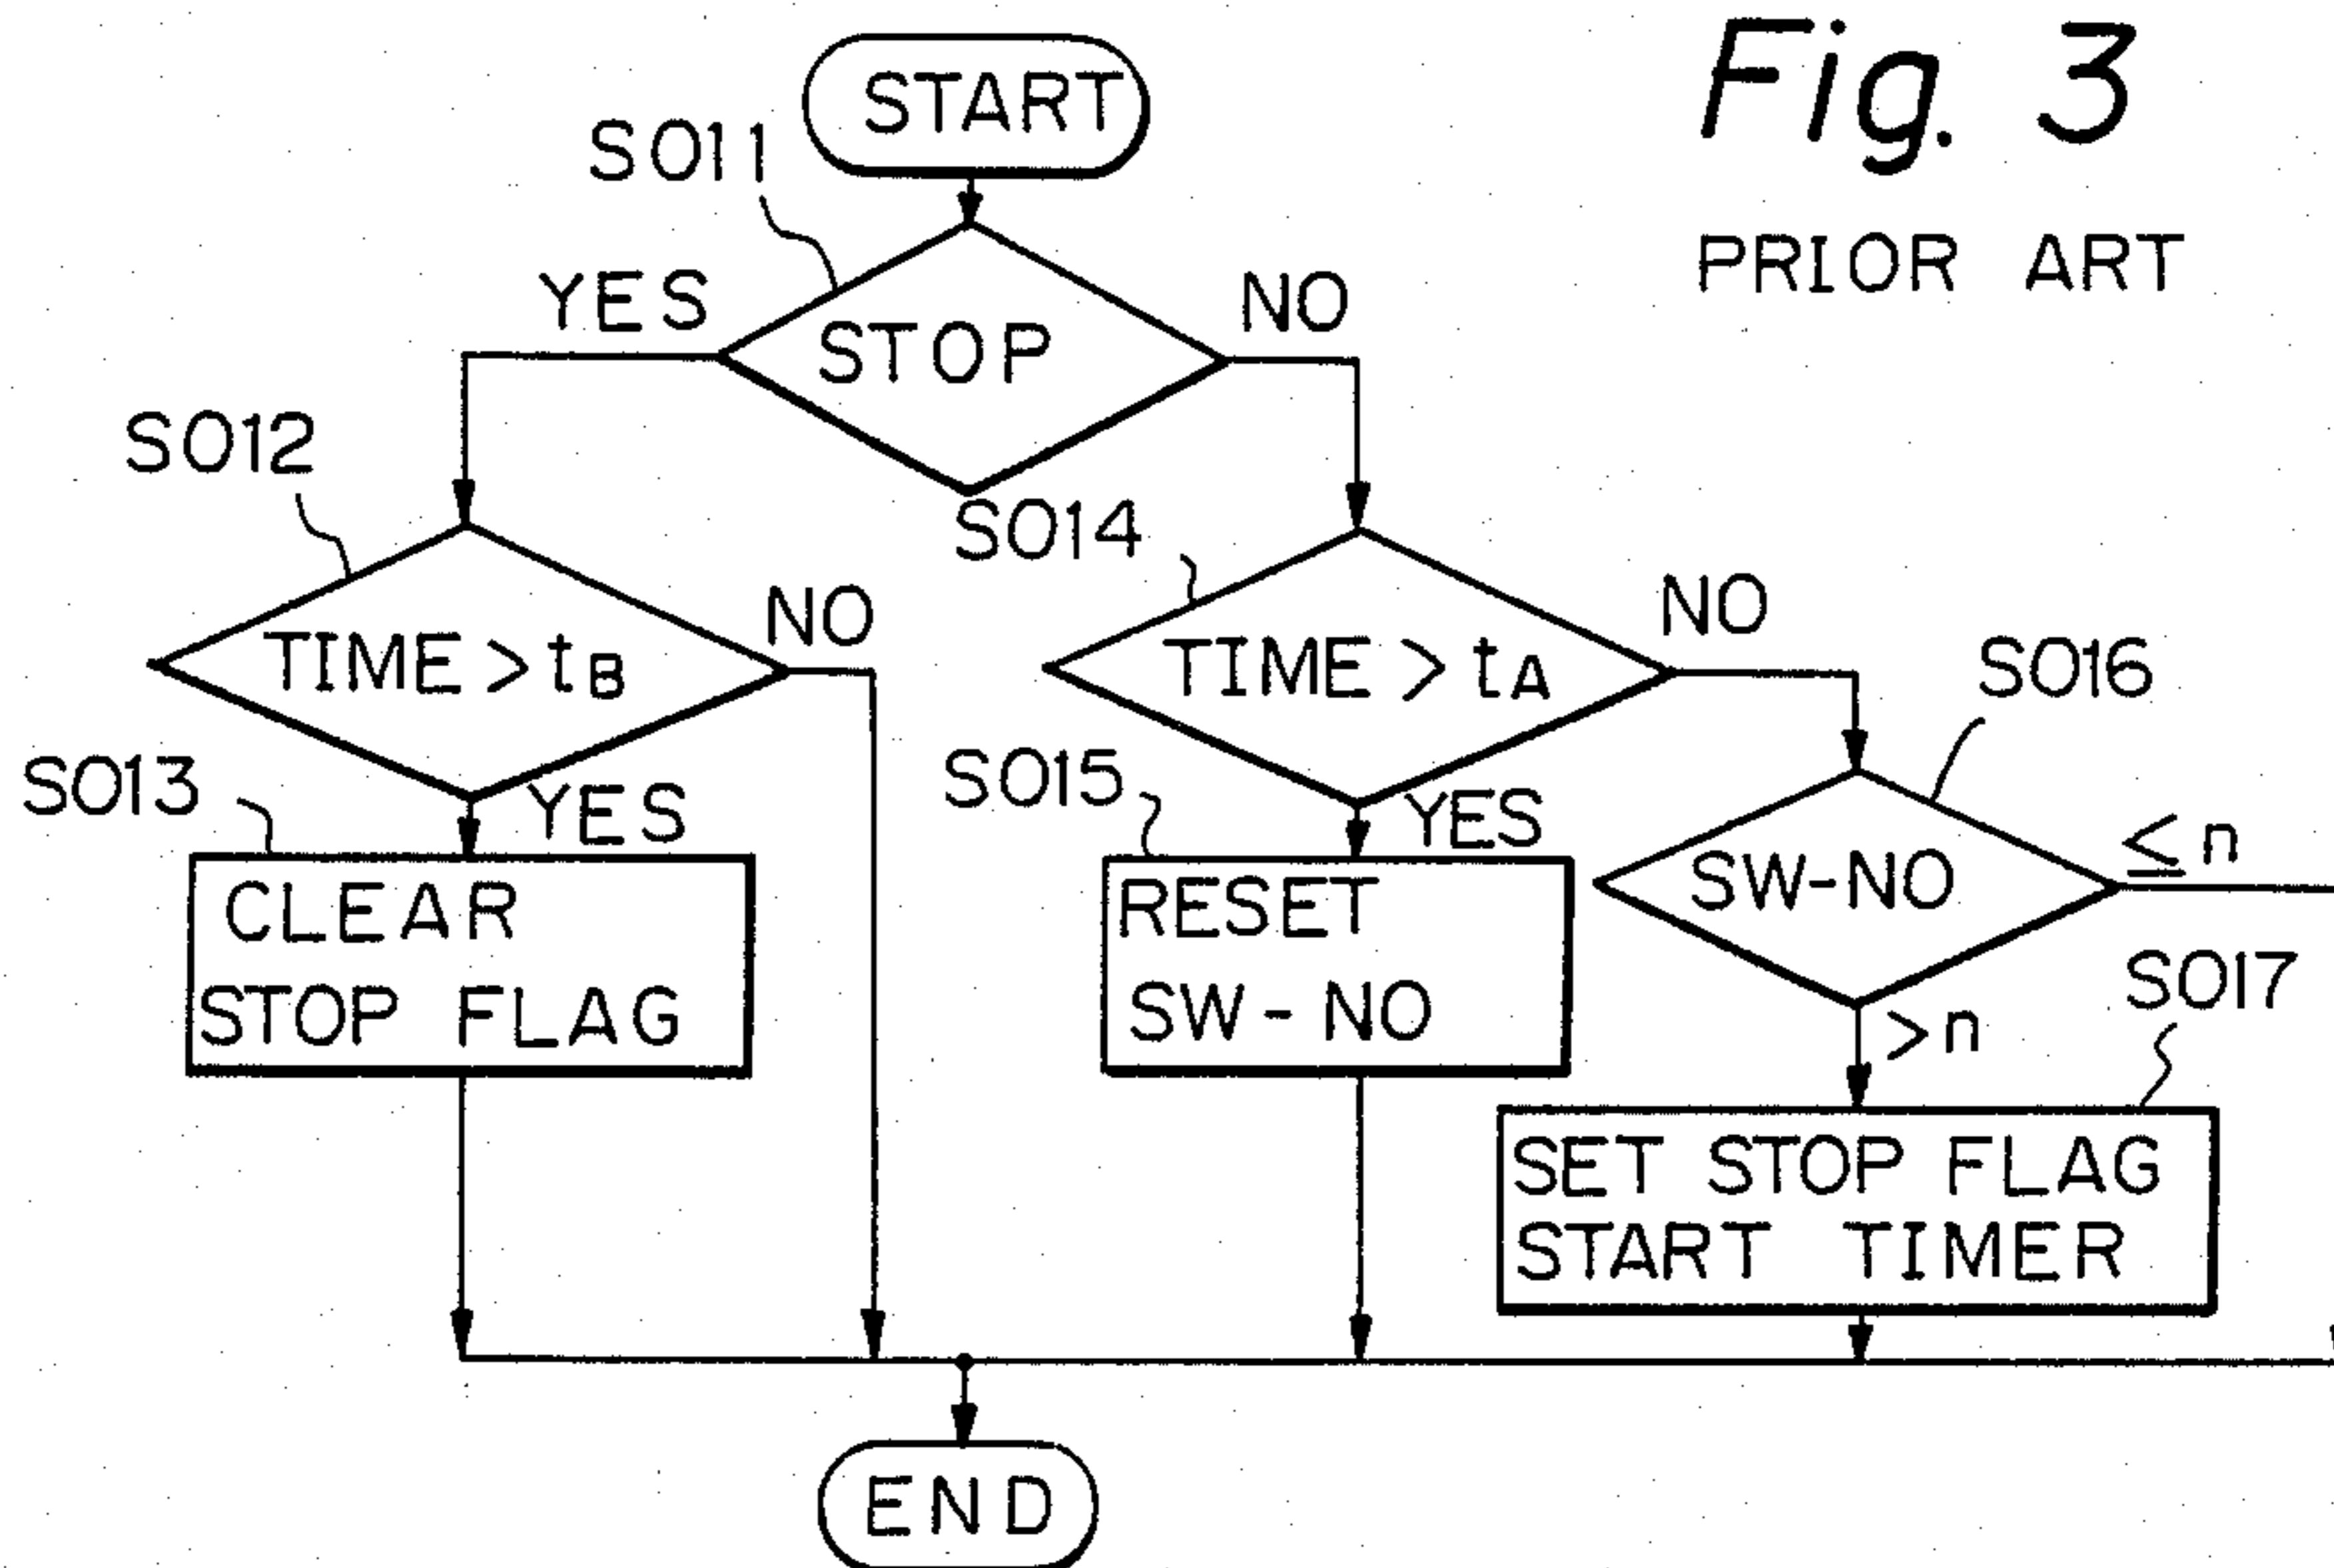 Fig. 3
PRIOR ART
START
S011
YES
STOP
NO
S012
S014
TIME > tB
NO
TIME > tA
NO
S016
S013
YES
S015
YES
SW-NO
≦ n
CLEAR
STOP FLAG
RESET
SW-NO
S017
>n
SET STOP FLAG
START TIMER
END